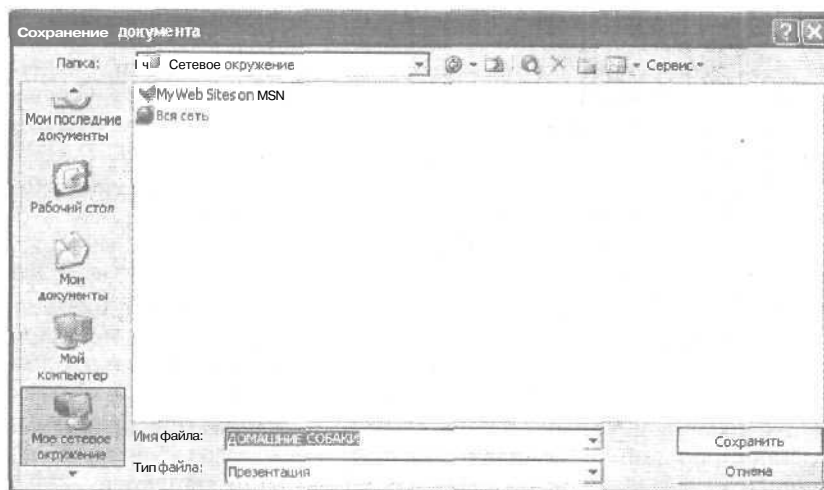 Сохранение документа
Папка:
Сетевое окружение
Сервис
My Web Sites on MSN
Вся сеть
Мои последние
документы
Рабочий стол
Мои
документы
Мой
компьютер
Мое сетевое
окружение
Имя файла:
ДОМАШНИЕ СОБАКИ
Сохранить
Тип файла:
Презентация
Отмена